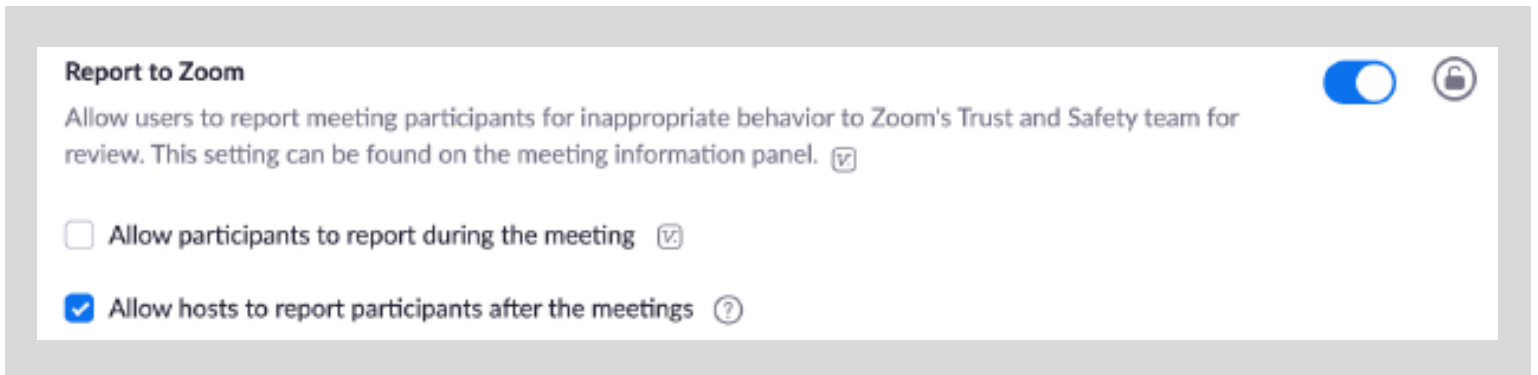 Report to Zoom
Allow users to report meeting participants for inappropriate behavior to Zoom's Trust and Safety team for
review. This setting can be found on the meeting information panel.
Allow participants to report during the meeting
Allow hosts to report participants after the meetings